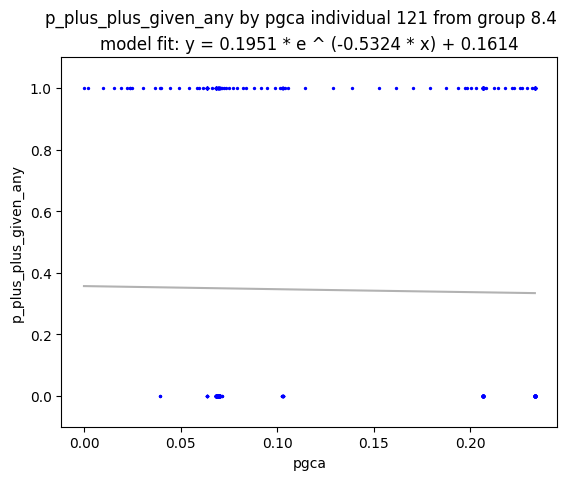 p_plus_plus_given_any by pgca individual 121 from group 8.4
model fit: y = 0.1951 * e ^ (-0.5324 * x) + 0.1614
p_plus_plus_given_any
1.0
0.8
0.6
0.4
0.2
0.0
0.00 0.05 0.10 0.15 0.20
pgca